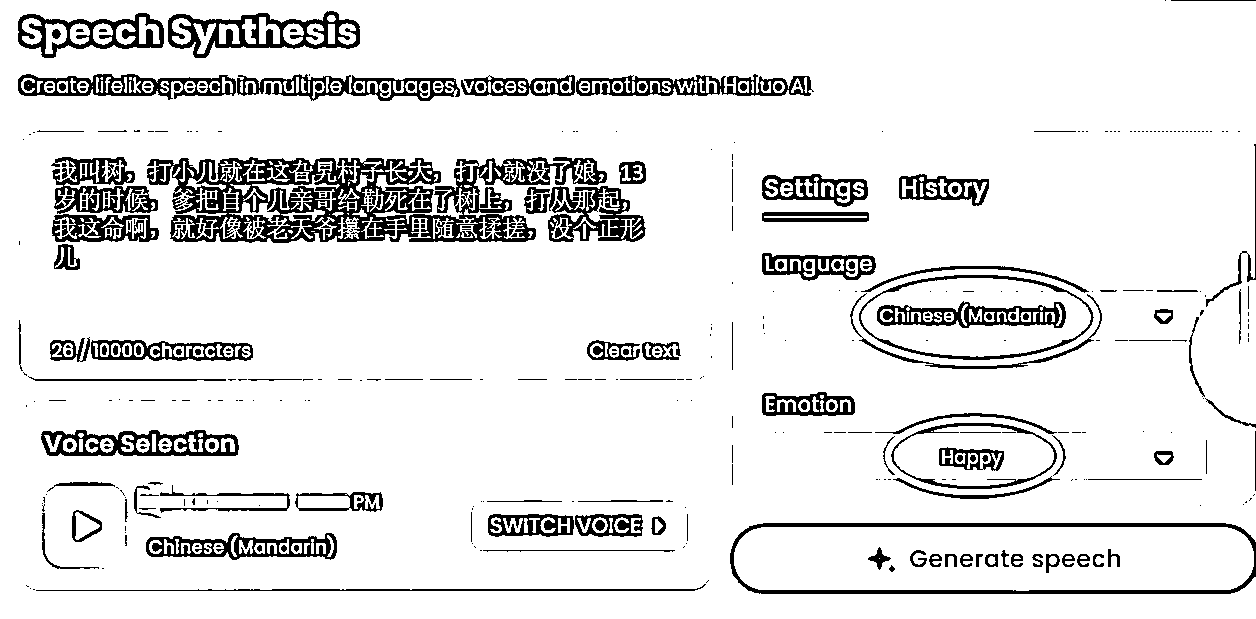 Speech Synthesis
Create lifelike speech in multiple languages, voices and emotions with Hailuo AI.
我叫树，打小儿就在这旮旯村子长大，打小就没了娘，13
岁的时候，爹把自个儿亲哥给勒死在了树上，打从那起，
我这命啊，就好像被老天爷攥在手里随意揉搓，没个正形
儿
26 // 10000 characters
Clear text
Voice Selection
PM
Chinese (Mandarin)
SWITCH VOICE
Settings
History
Language
Chinese (Mandarin)
Emotion
Happy
Generate speech